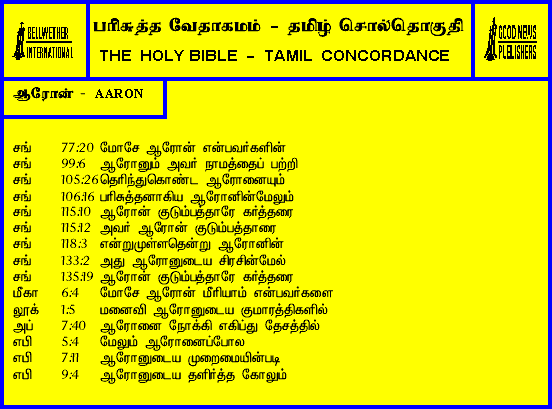 BELLWETHER
INTERNATIONAL
பரிசுத்த வேதாகமம் - தமிழ் சொல்தொகுதி
THE HOLY BIBLE - TAMIL CONCORDANCE
GOOD NEWS
PUBLISHERS
ஆரோன் - AARON
சங் 77:20 மோசே ஆரோன் என்பவர்களின்
சங் 99:6 ஆரோனும் அவர் நாமத்தைப் பற்றி
சங் 105:26 தெரிந்துகொண்ட ஆரோனையும்
சங் 106:16 பரிசுத்தனாகிய ஆரோனின்மேலும்
சங் 115:10 ஆரோன் குடும்பத்தாரே கர்த்தரை
சங் 115:12 அவர் ஆரோன் குடும்பத்தாரை
சங் 118:3 என்றுமுள்ளதென்று ஆரோனின்
சங் 133:2 அது ஆரோனுடைய சிரசின்மேல்
சங் 135:19 ஆரோன் குடும்பத்தாரே கர்த்தரை
மீகா 6:4 மோசே ஆரோன் மீரியாம் என்பவர்களை
லூக் 1:5 மனைவி ஆரோனுடைய குமாரத்திகளில்
அப் 7:40 ஆரோனை நோக்கி எகிப்து தேசத்தில்
எபி 5:4 மேலும் ஆரோனைப்போல
எபி 7:11 ஆரோனுடைய முறைமையின்படி
எபி 9:4 ஆரோனுடைய தளிர்த்த கோலும்